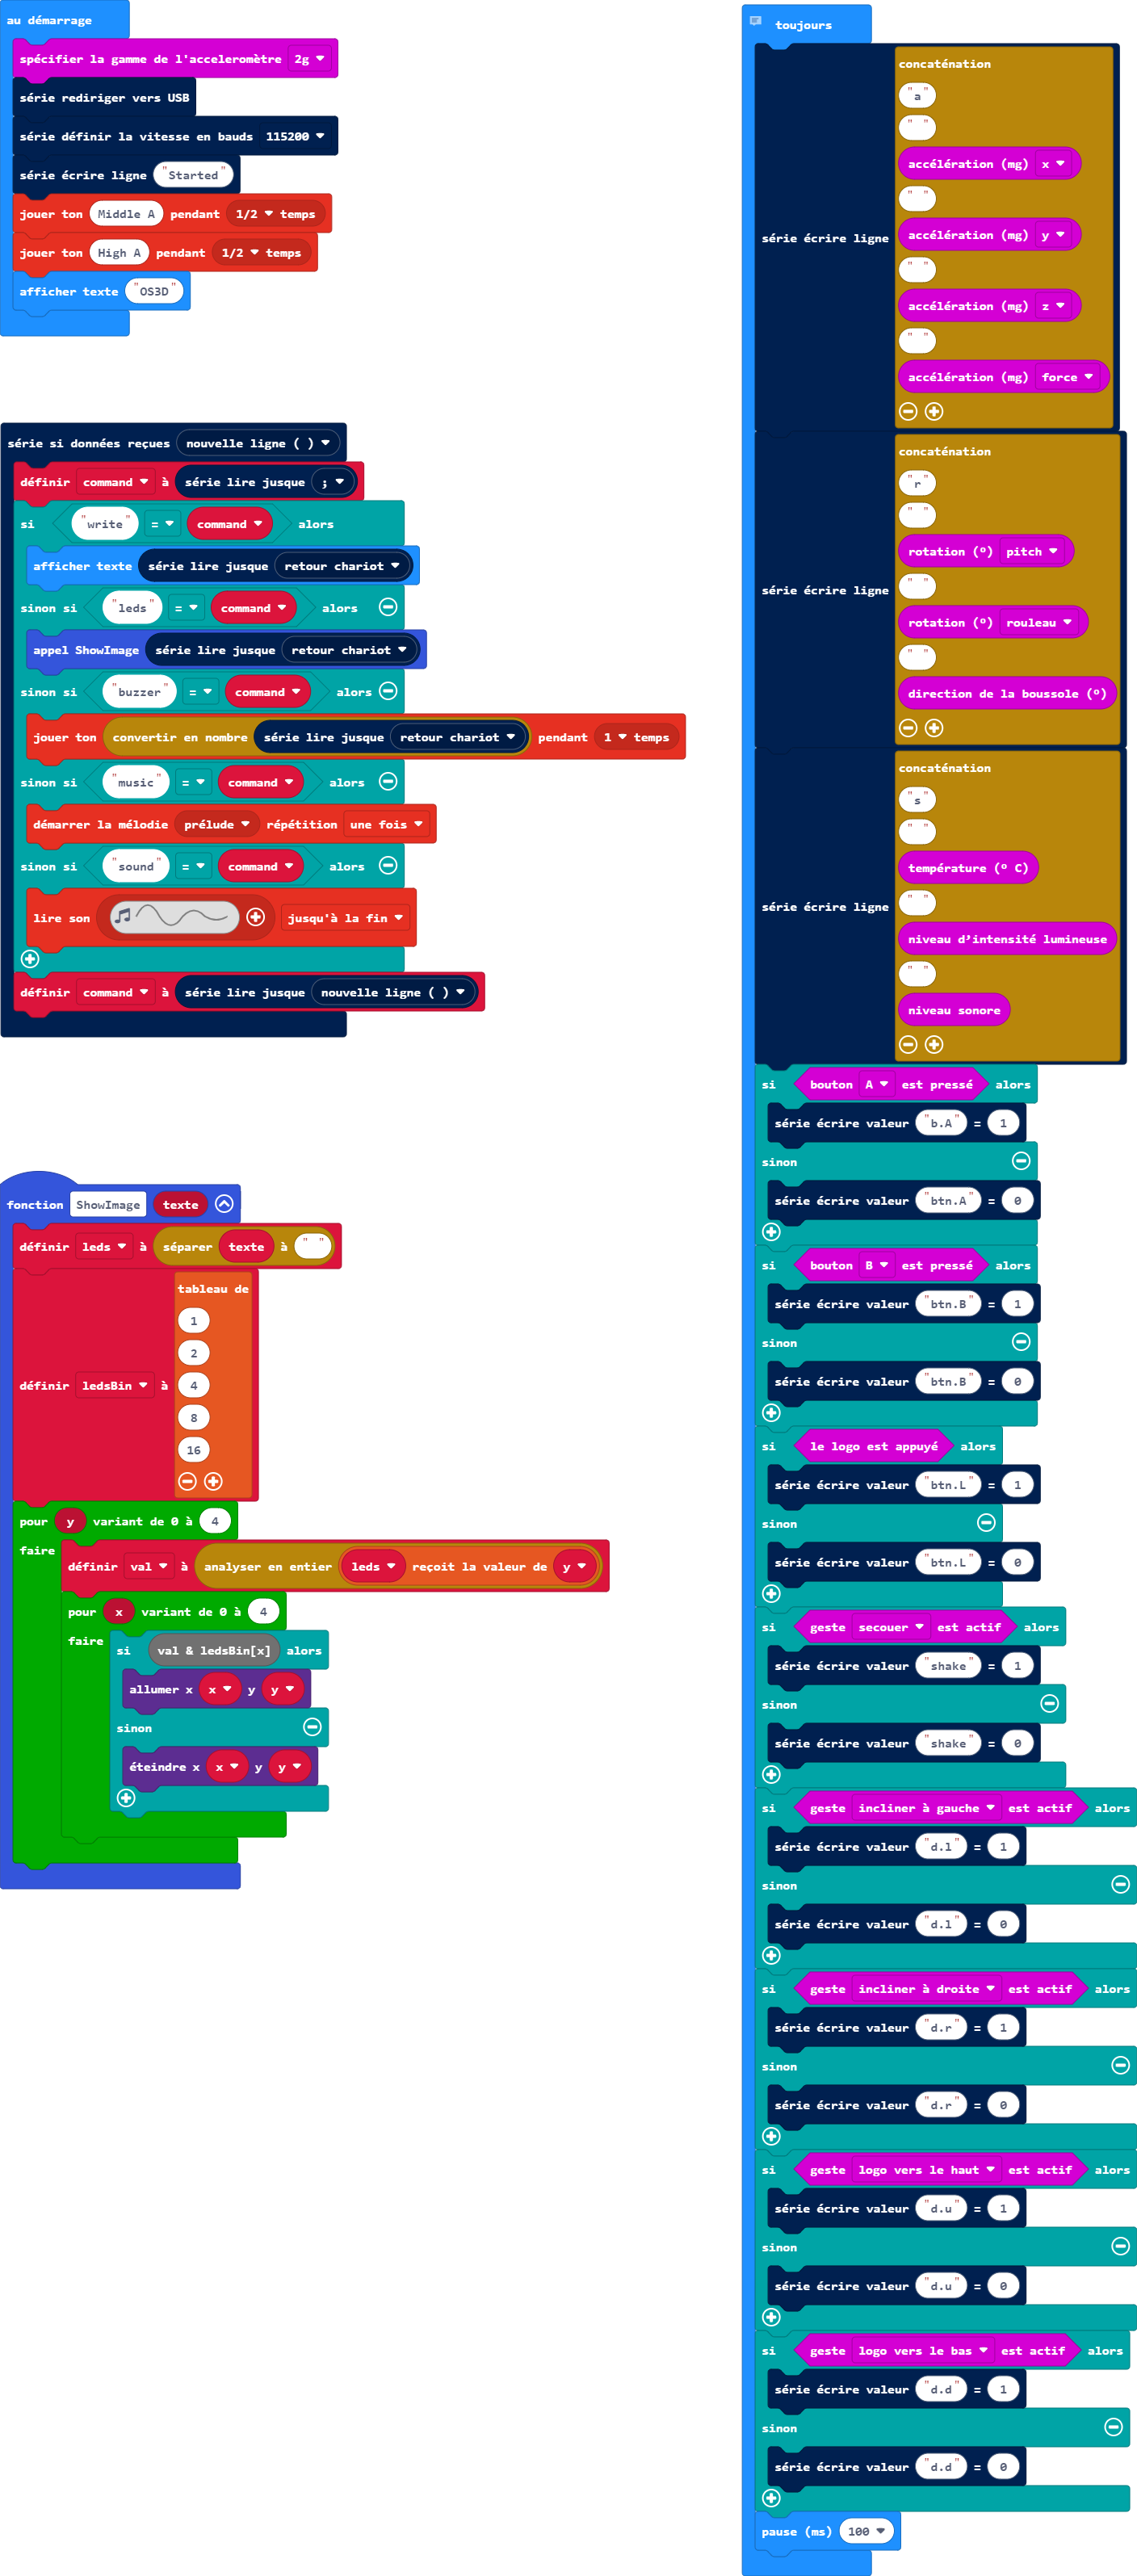 au démarrage
spécifier la gamme de l'acceleromètre 2g
série rediriger vers USB
série définir la vitesse en bauds 115200
série écrire ligne "Started"
jouer ton Middle A pendant 1/2 temps
jouer ton High A pendant 1/2 temps
afficher texte "OS3D"
série si données reçues nouvelle ligne ( )
définir command à série lire jusque ;
si "write" = command alors
afficher texte série lire jusque retour chariot
sinon si "leds" = command alors
appel ShowImage série lire jusque retour chariot
sinon si "buzzer" = command alors
jouer ton convertir en nombre série lire jusque retour chariot pendant 1 temps
sinon si "music" = command alors
démarrer la mélodie prélude répétition une fois
sinon si "sound" = command alors
lire son jusqu'à la fin
définir command à série lire jusque nouvelle ligne ( )
fonction ShowImage texte
définir leds à séparer texte à " "
définir ledsBin à tableau de
1
2
4
8
16
pour y variant de 0 à 4
faire
définir val à analyser en entier leds reçoit la valeur de y
pour x variant de 0 à 4
faire
si val & ledsBin[x] alors
allumer x x y y
sinon
éteindre x x y y
toujours
série écrire ligne concaténation
"a"
" "
accélération (mg) x
" "
accélération (mg) y
" "
accélération (mg) z
" "
accélération (mg) force
série écrire ligne concaténation
"r"
" "
rotation (º) pitch
" "
rotation (º) rouleau
" "
direction de la boussole (º)
série écrire ligne concaténation
"s"
" "
température (º C)
" "
niveau d'intensité lumineuse
" "
niveau sonore
si bouton A est pressé alors
série écrire valeur "b.A" = 1
sinon
série écrire valeur "btn.A" = 0
si bouton B est pressé alors
série écrire valeur "btn.B" = 1
sinon
série écrire valeur "btn.B" = 0
si le logo est appuyé alors
série écrire valeur "btn.L" = 1
sinon
série écrire valeur "btn.L" = 0
si geste secouer est actif alors
série écrire valeur "shake" = 1
sinon
série écrire valeur "shake" = 0
si geste incliner à gauche est actif alors
série écrire valeur "d.l" = 1
sinon
série écrire valeur "d.l" = 0
si geste incliner à droite est actif alors
série écrire valeur "d.r" = 1
sinon
série écrire valeur "d.r" = 0
si geste logo vers le haut est actif alors
série écrire valeur "d.u" = 1
sinon
série écrire valeur "d.u" = 0
si geste logo vers le bas est actif alors
série écrire valeur "d.d" = 1
sinon
série écrire valeur "d.d" = 0
pause (ms) 100